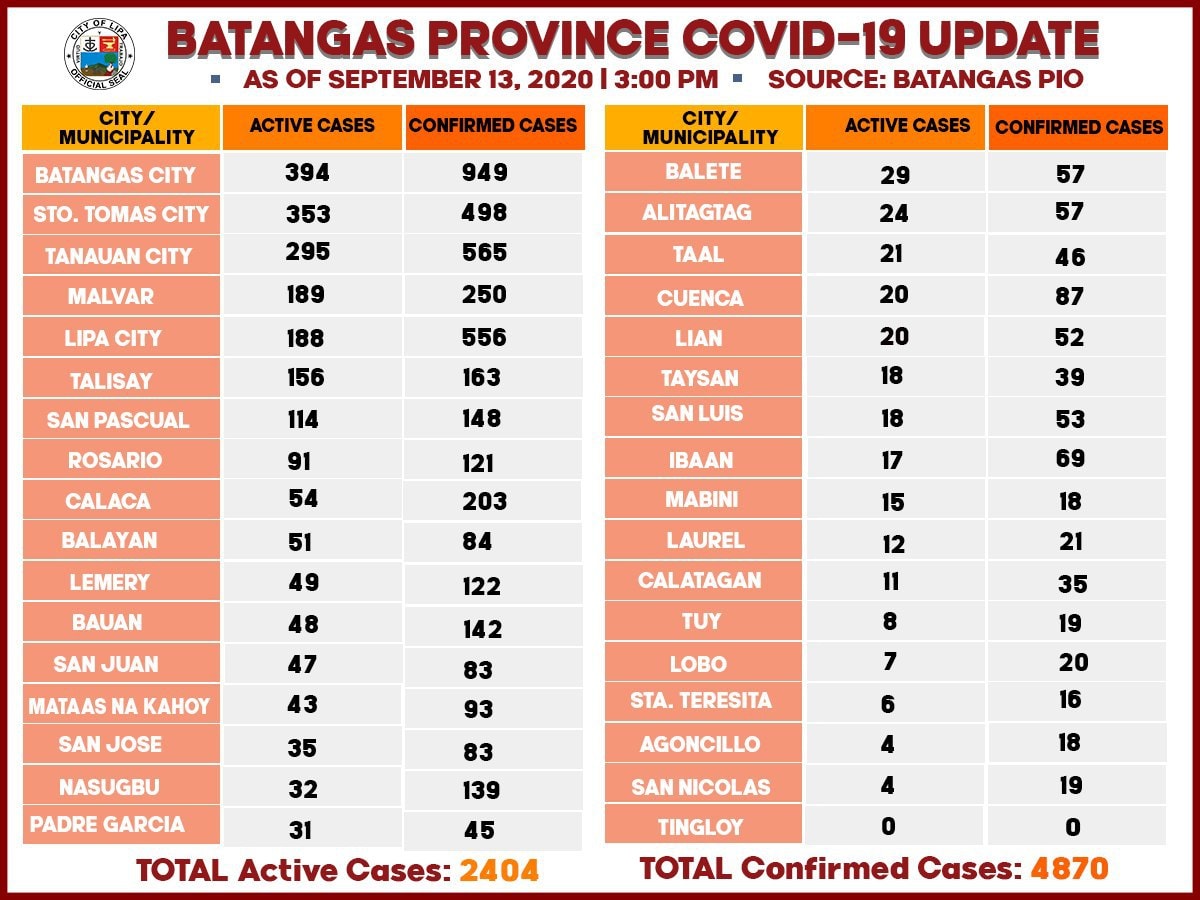 CITY OF LIPA
OFFICIAL SEAL
BATANGAS PROVINCE COVID-19 UPDATE
▪ AS OF SEPTEMBER 13, 2020 | 3:00 PM ▪ SOURCE: BATANGAS PIO
CITY/ MUNICIPALITY ACTIVE CASES CONFIRMED CASES
BATANGAS CITY 394 949
STO. TOMAS CITY 353 498
TANAUAN CITY 295 565
MALVAR 189 250
LIPA CITY 188 556
TALISAY 156 163
SAN PASCUAL 114 148
ROSARIO 91 121
CALACA 54 203
BALAYAN 51 84
LEMERY 49 122
BAUAN 48 142
SAN JUAN 47 83
MATAAS NA KAHOY 43 93
SAN JOSE 35 83
NASUGBU 32 139
PADRE GARCIA 31 45
TOTAL Active Cases: 2404
CITY/ MUNICIPALITY ACTIVE CASES CONFIRMED CASES
BALETE 29 57
ALITAGTAG 24 57
TAAL 21 46
CUENCA 20 87
LIAN 20 52
TAYSAN 18 39
SAN LUIS 18 53
IBAAN 17 69
MABINI 15 18
LAUREL 12 21
CALATAGAN 11 35
TUY 8 19
LOBO 7 20
STA. TERESITA 6 16
AGONCILLO 4 18
SAN NICOLAS 4 19
TINGLOY 0 0
TOTAL Confirmed Cases: 4870